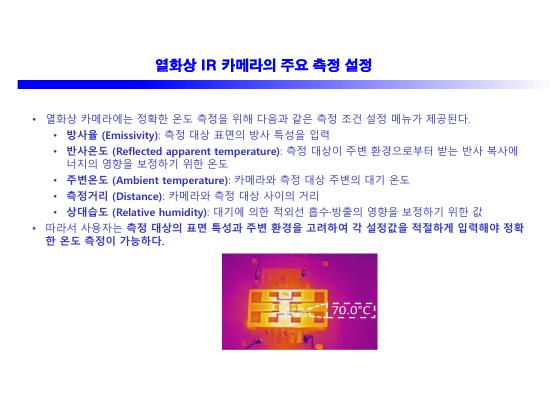 열화상 IR 카메라의 주요 측정 설정
• 열화상 카메라에는 정확한 온도 측정을 위해 다음과 같은 측정 조건 설정 메뉴가 제공된다.
• 방사율 (Emissivity): 측정 대상 표면의 방사 특성을 입력
• 반사온도 (Reflected apparent temperature): 측정 대상이 주변 환경으로부터 받는 반사 복사에
너지의 영향을 보정하기 위한 온도
• 주변온도 (Ambient temperature): 카메라와 측정 대상 주변의 대기 온도
• 측정거리 (Distance): 카메라와 측정 대상 사이의 거리
• 상대습도 (Relative humidity): 대기에 의한 적외선 흡수·방출의 영향을 보정하기 위한 값
• 따라서 사용자는 측정 대상의 표면 특성과 주변 환경을 고려하여 각 설정값을 적절하게 입력해야 정확
한 온도 측정이 가능하다.
70.0°C